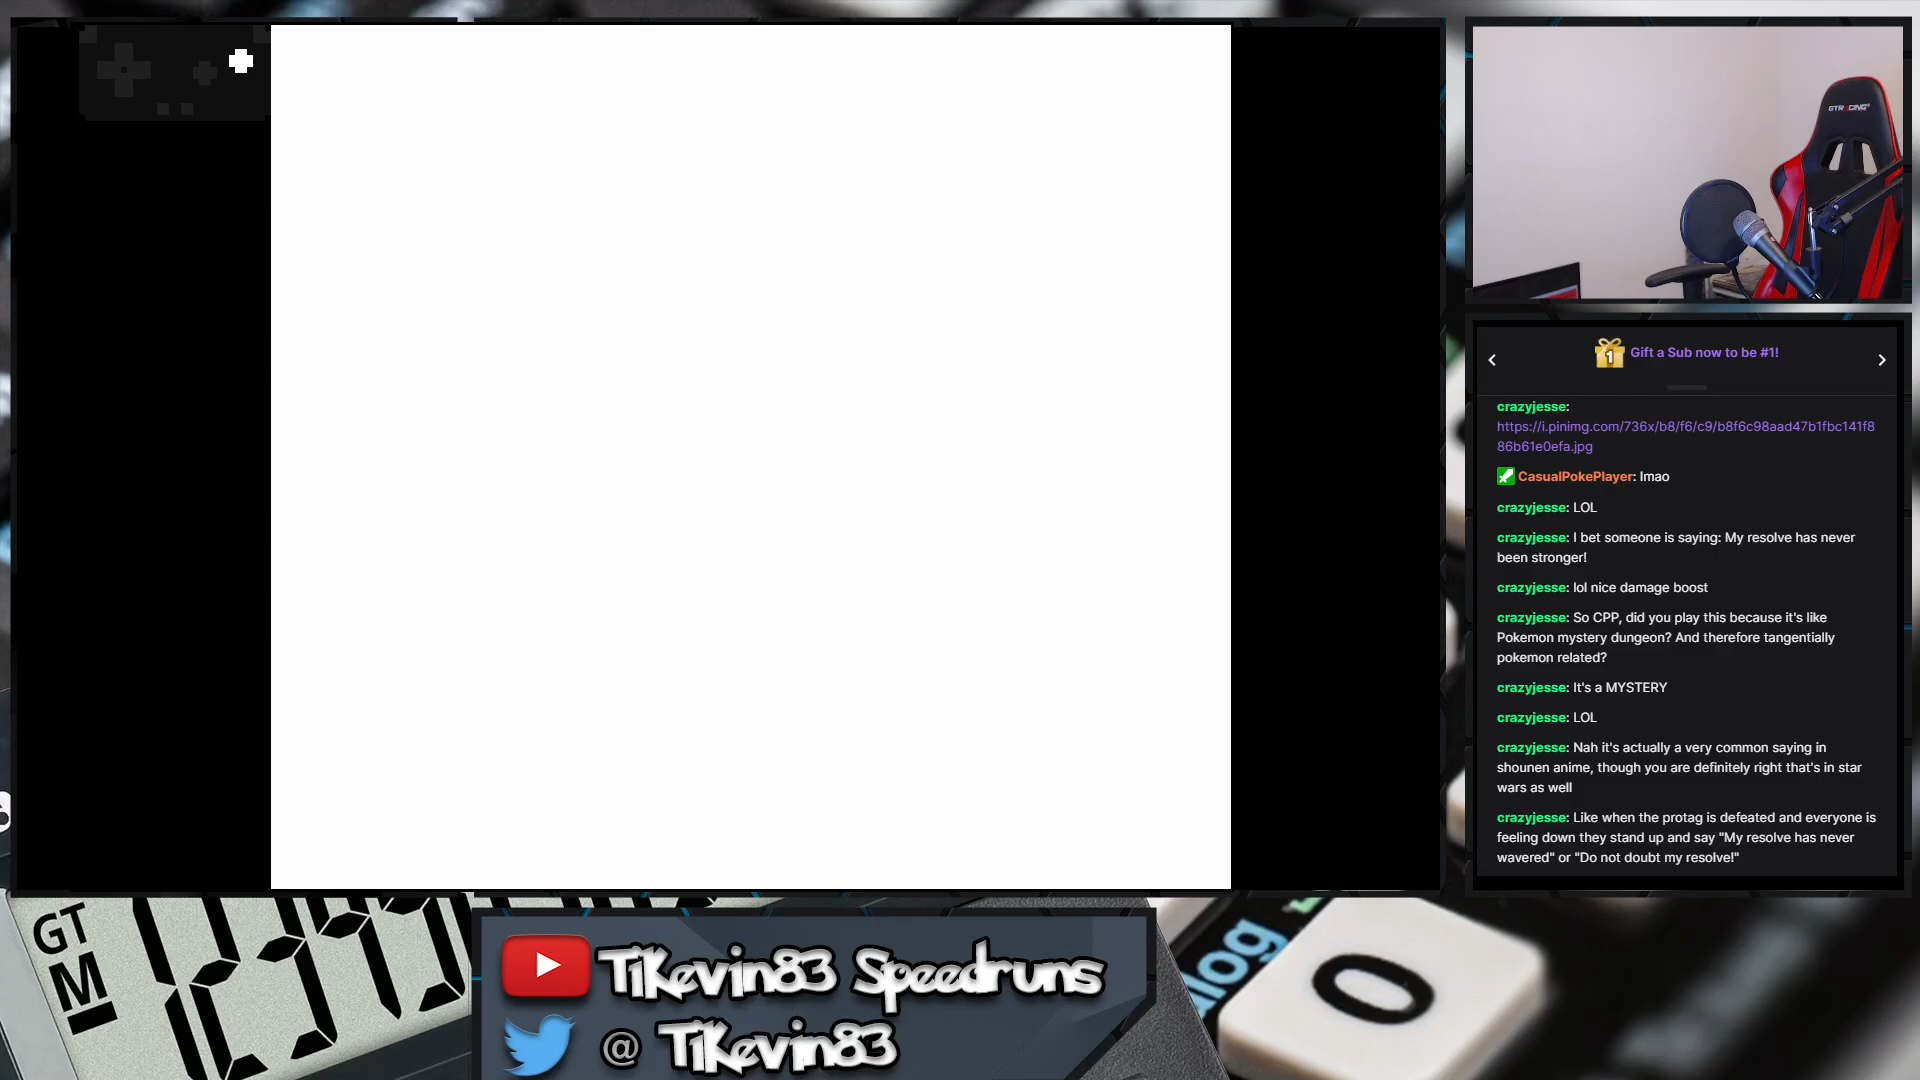 GTRACING
Gift a Sub now to be #1!
1
crazyjesse:
https://i.pinimg.com/736x/b8/f6/c9/b8f6c98aad47b1fbc141f8
86b61e0efa.jpg
CasualPokePlayer: lmao
crazyjesse: LOL
crazyjesse: I bet someone is saying: My resolve has never
been stronger!
crazyjesse: lol nice damage boost
crazyjesse: So CPP, did you play this because it's like
Pokemon mystery dungeon? And therefore tangentially
pokemon related?
crazyjesse: It's a MYSTERY
crazyjesse: LOL
crazyjesse: Nah it's actually a very common saying in
shounen anime, though you are definitely right that's in star
wars as well
crazyjesse: Like when the protag is defeated and everyone is
feeling down they stand up and say "My resolve has never
wavered" or "Do not doubt my resolve!"
GT
M
TiKevin83 Speedruns
@ TiKevin83
alog
0